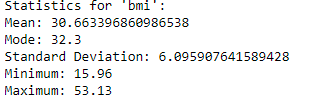 Statistics for 'bmi':
Mean: 30.663396860986538
Mode: 32.3
Standard Deviation: 6.095907641589428
Minimum: 15.96
Maximum: 53.13